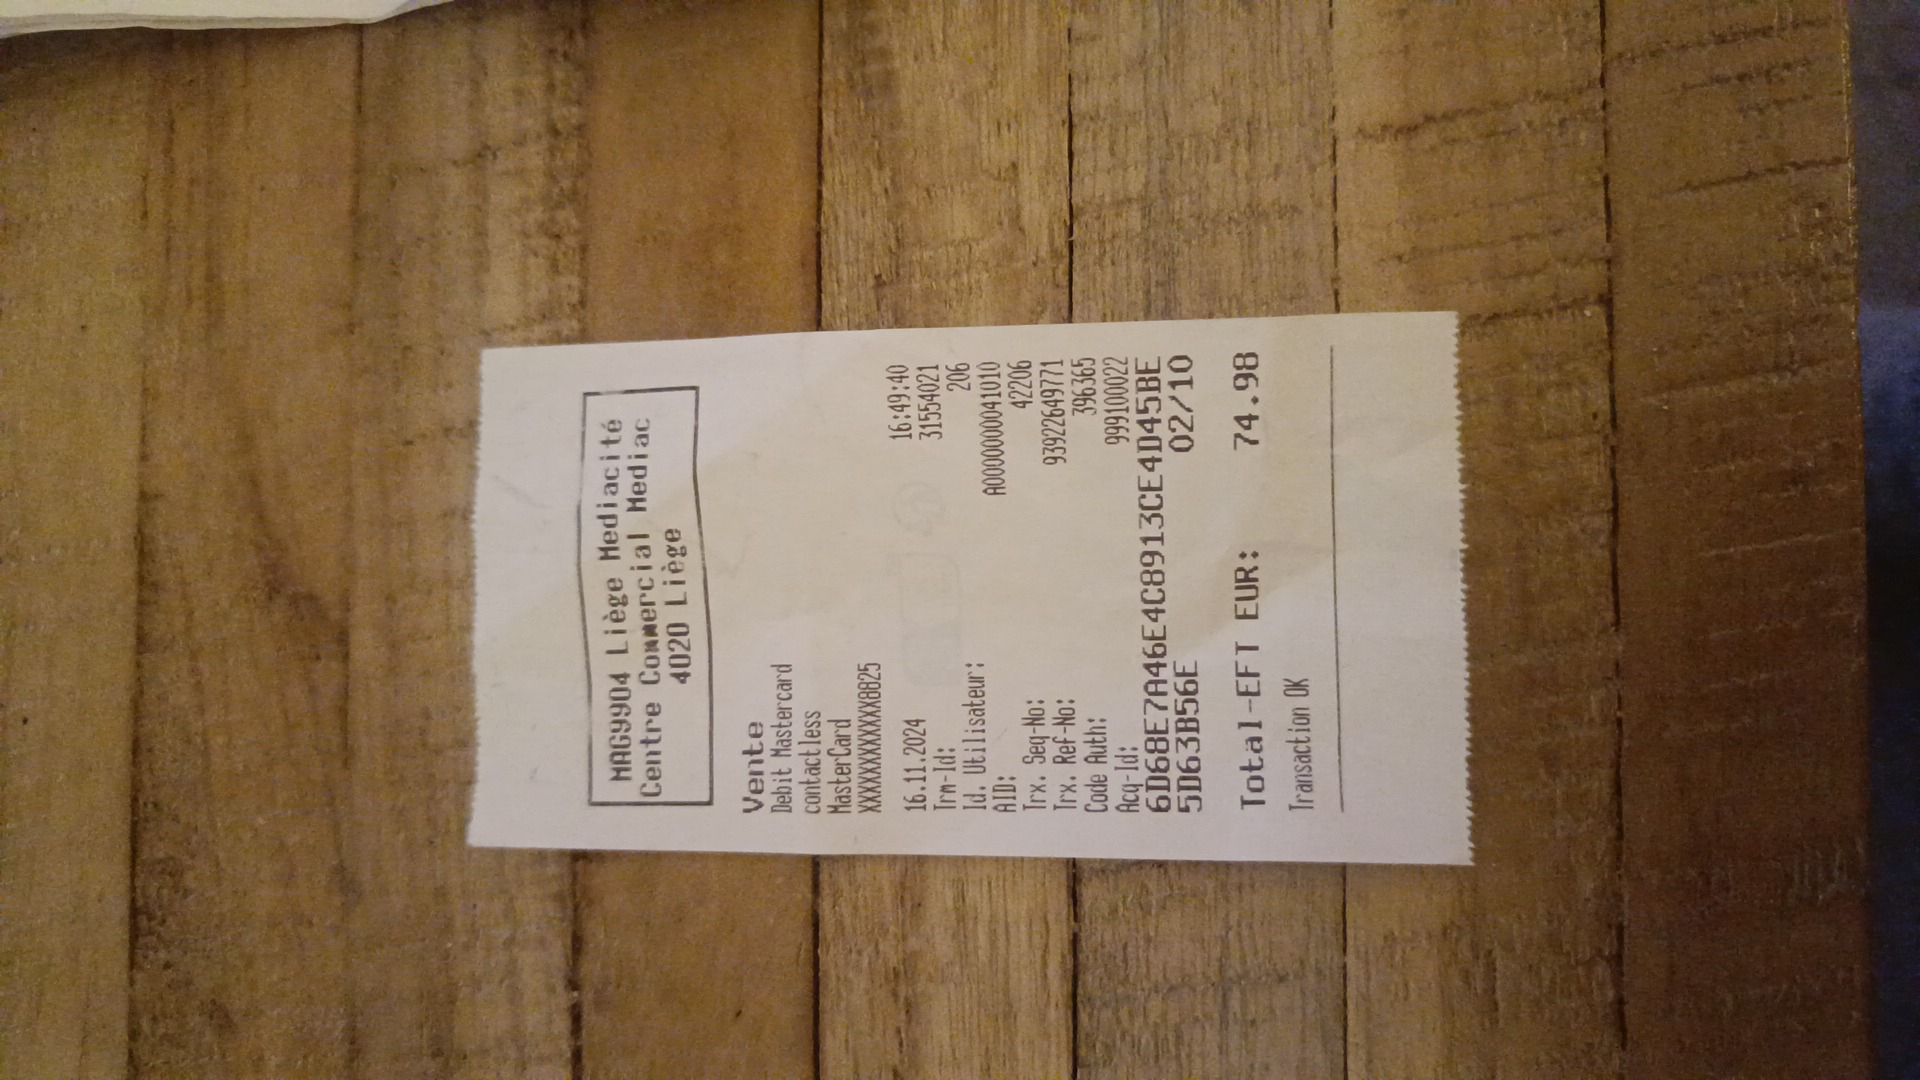 MAG9904 Liège Mediacité
Centre Commercial Mediac
4020 Liège
Vente
Debit Mastercard
contactless
MasterCard
XXXXXXXXXXXXXXX8825
16.11.2024 16:49:40
Trm-Id: 31554021
Id. Utilisateur: 206
AID: A0000000041010
Trx. Seq-No: 42206
Trx. Ref-No: 93922649771
Code Auth: 396365
Acq-Id: 999100022
6D68E7A46E4C8913CE4D45BE
5D63B56E 02/10
Total-EFT EUR: 74.98
Transaction OK